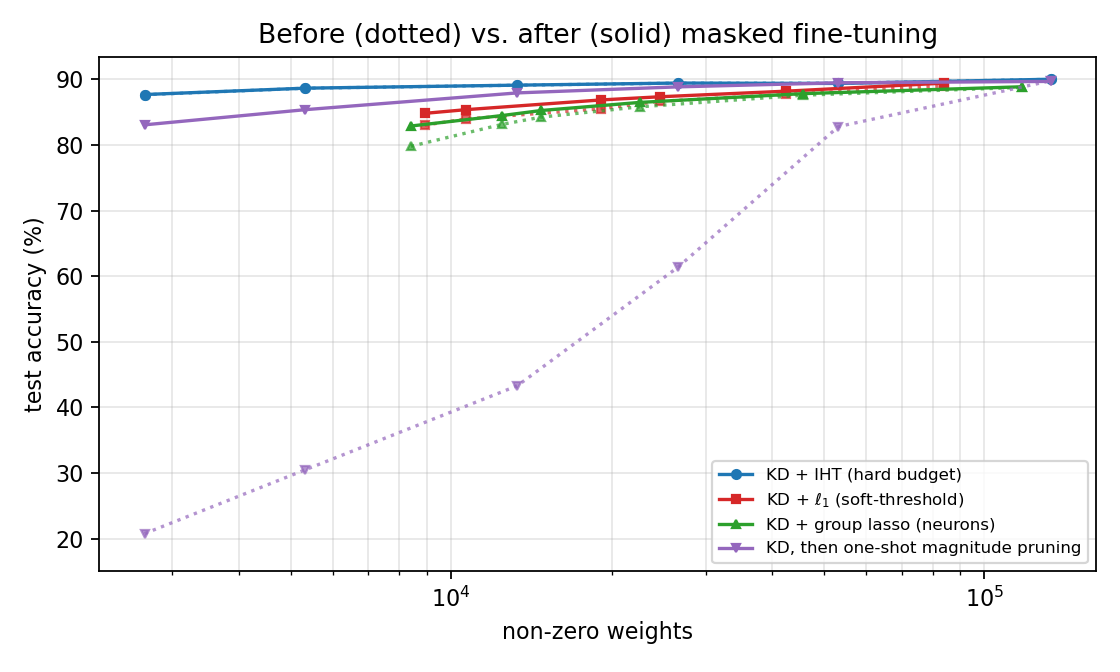 Before (dotted) vs. after (solid) masked fine-tuning
test accuracy (%)
90
80
70
60
50
40
30
20
KD + IHT (hard budget)
KD + ℓ₁ (soft-threshold)
KD + group lasso (neurons)
KD, then one-shot magnitude pruning
10⁴
10⁵
non-zero weights